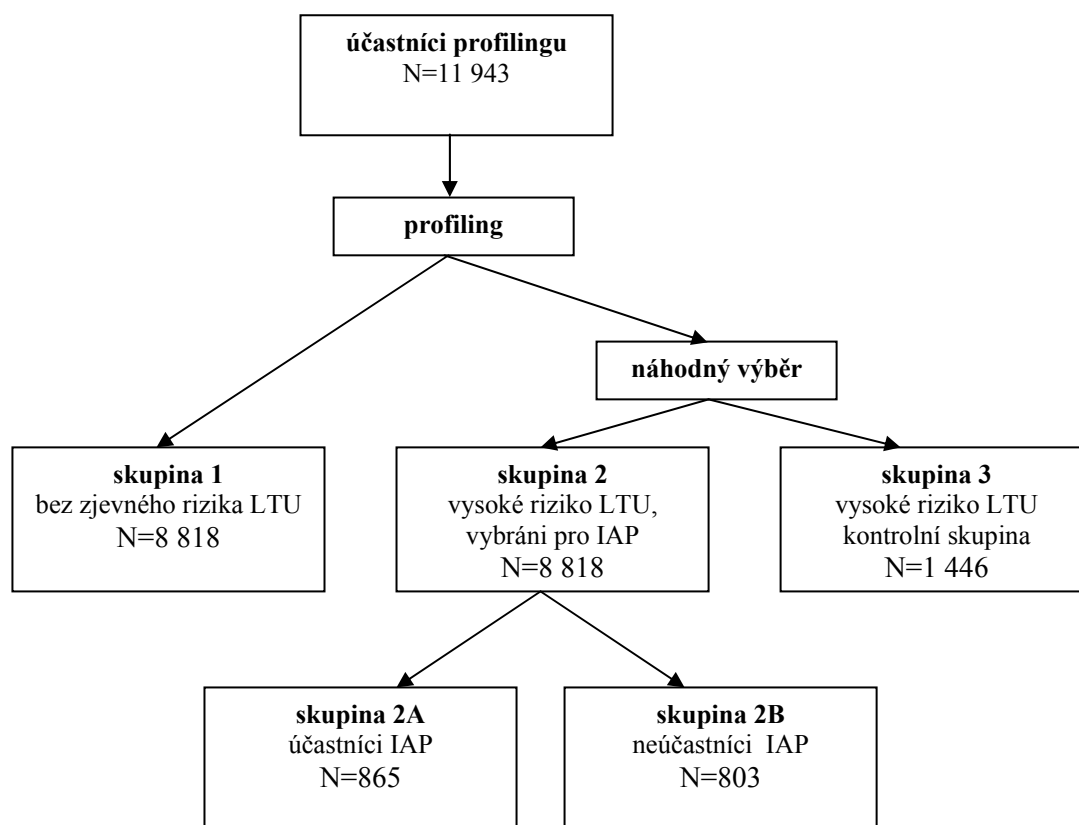 účastníci profilingu
N=11 943
profiling
náhodný výběr
skupina 1
bez zjevného rizika LTU
N=8 818
skupina 2
vysoké riziko LTU,
vybráni pro IAP
N=8 818
skupina 3
vysoké riziko LTU
kontrolní skupina
N=1 446
skupina 2A
účastníci IAP
N=865
skupina 2B
neúčastníci IAP
N=803